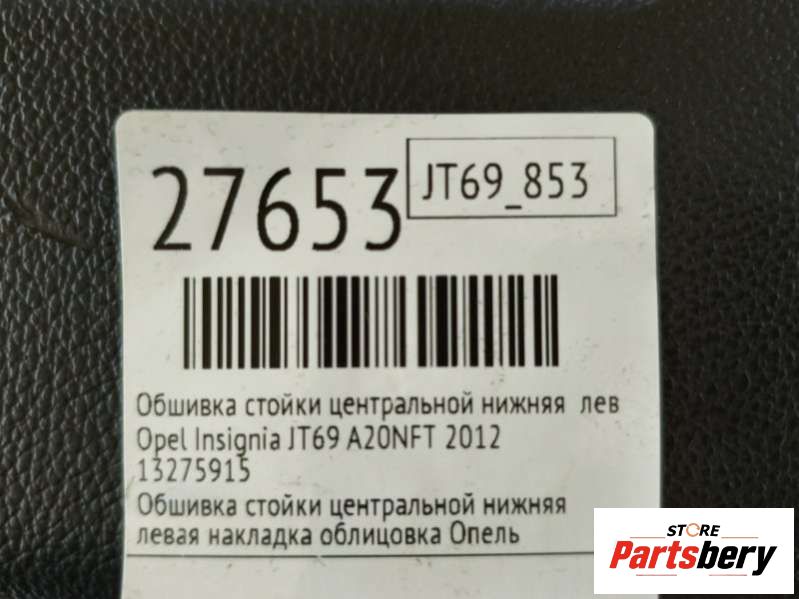 27653
JT69_853
Обшивка стойки центральной нижняя лев
Opel Insignia JT69 A20NFT 2012
13275915
Обшивка стойки центральной нижняя
левая накладка облицовка Опель
STORE
Partsbery